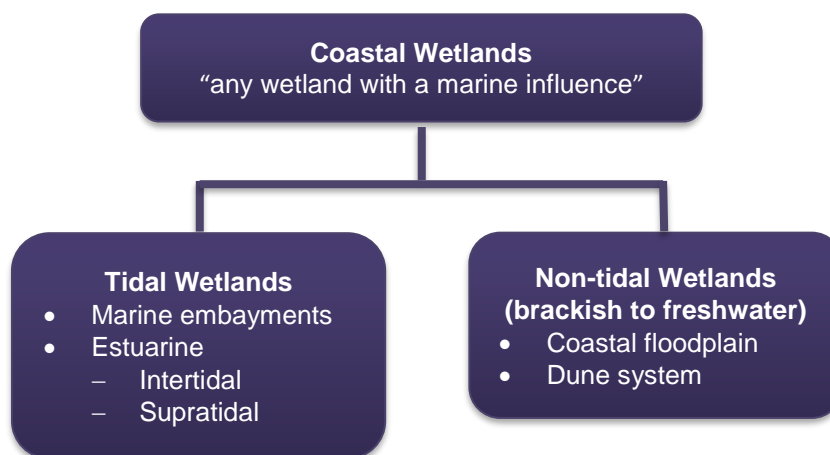 Coastal Wetlands
“any wetland with a marine influence”
Tidal Wetlands
• Marine embayments
• Estuarine
– Intertidal
– Supratidal
Non-tidal Wetlands
(brackish to freshwater)
• Coastal floodplain
• Dune system